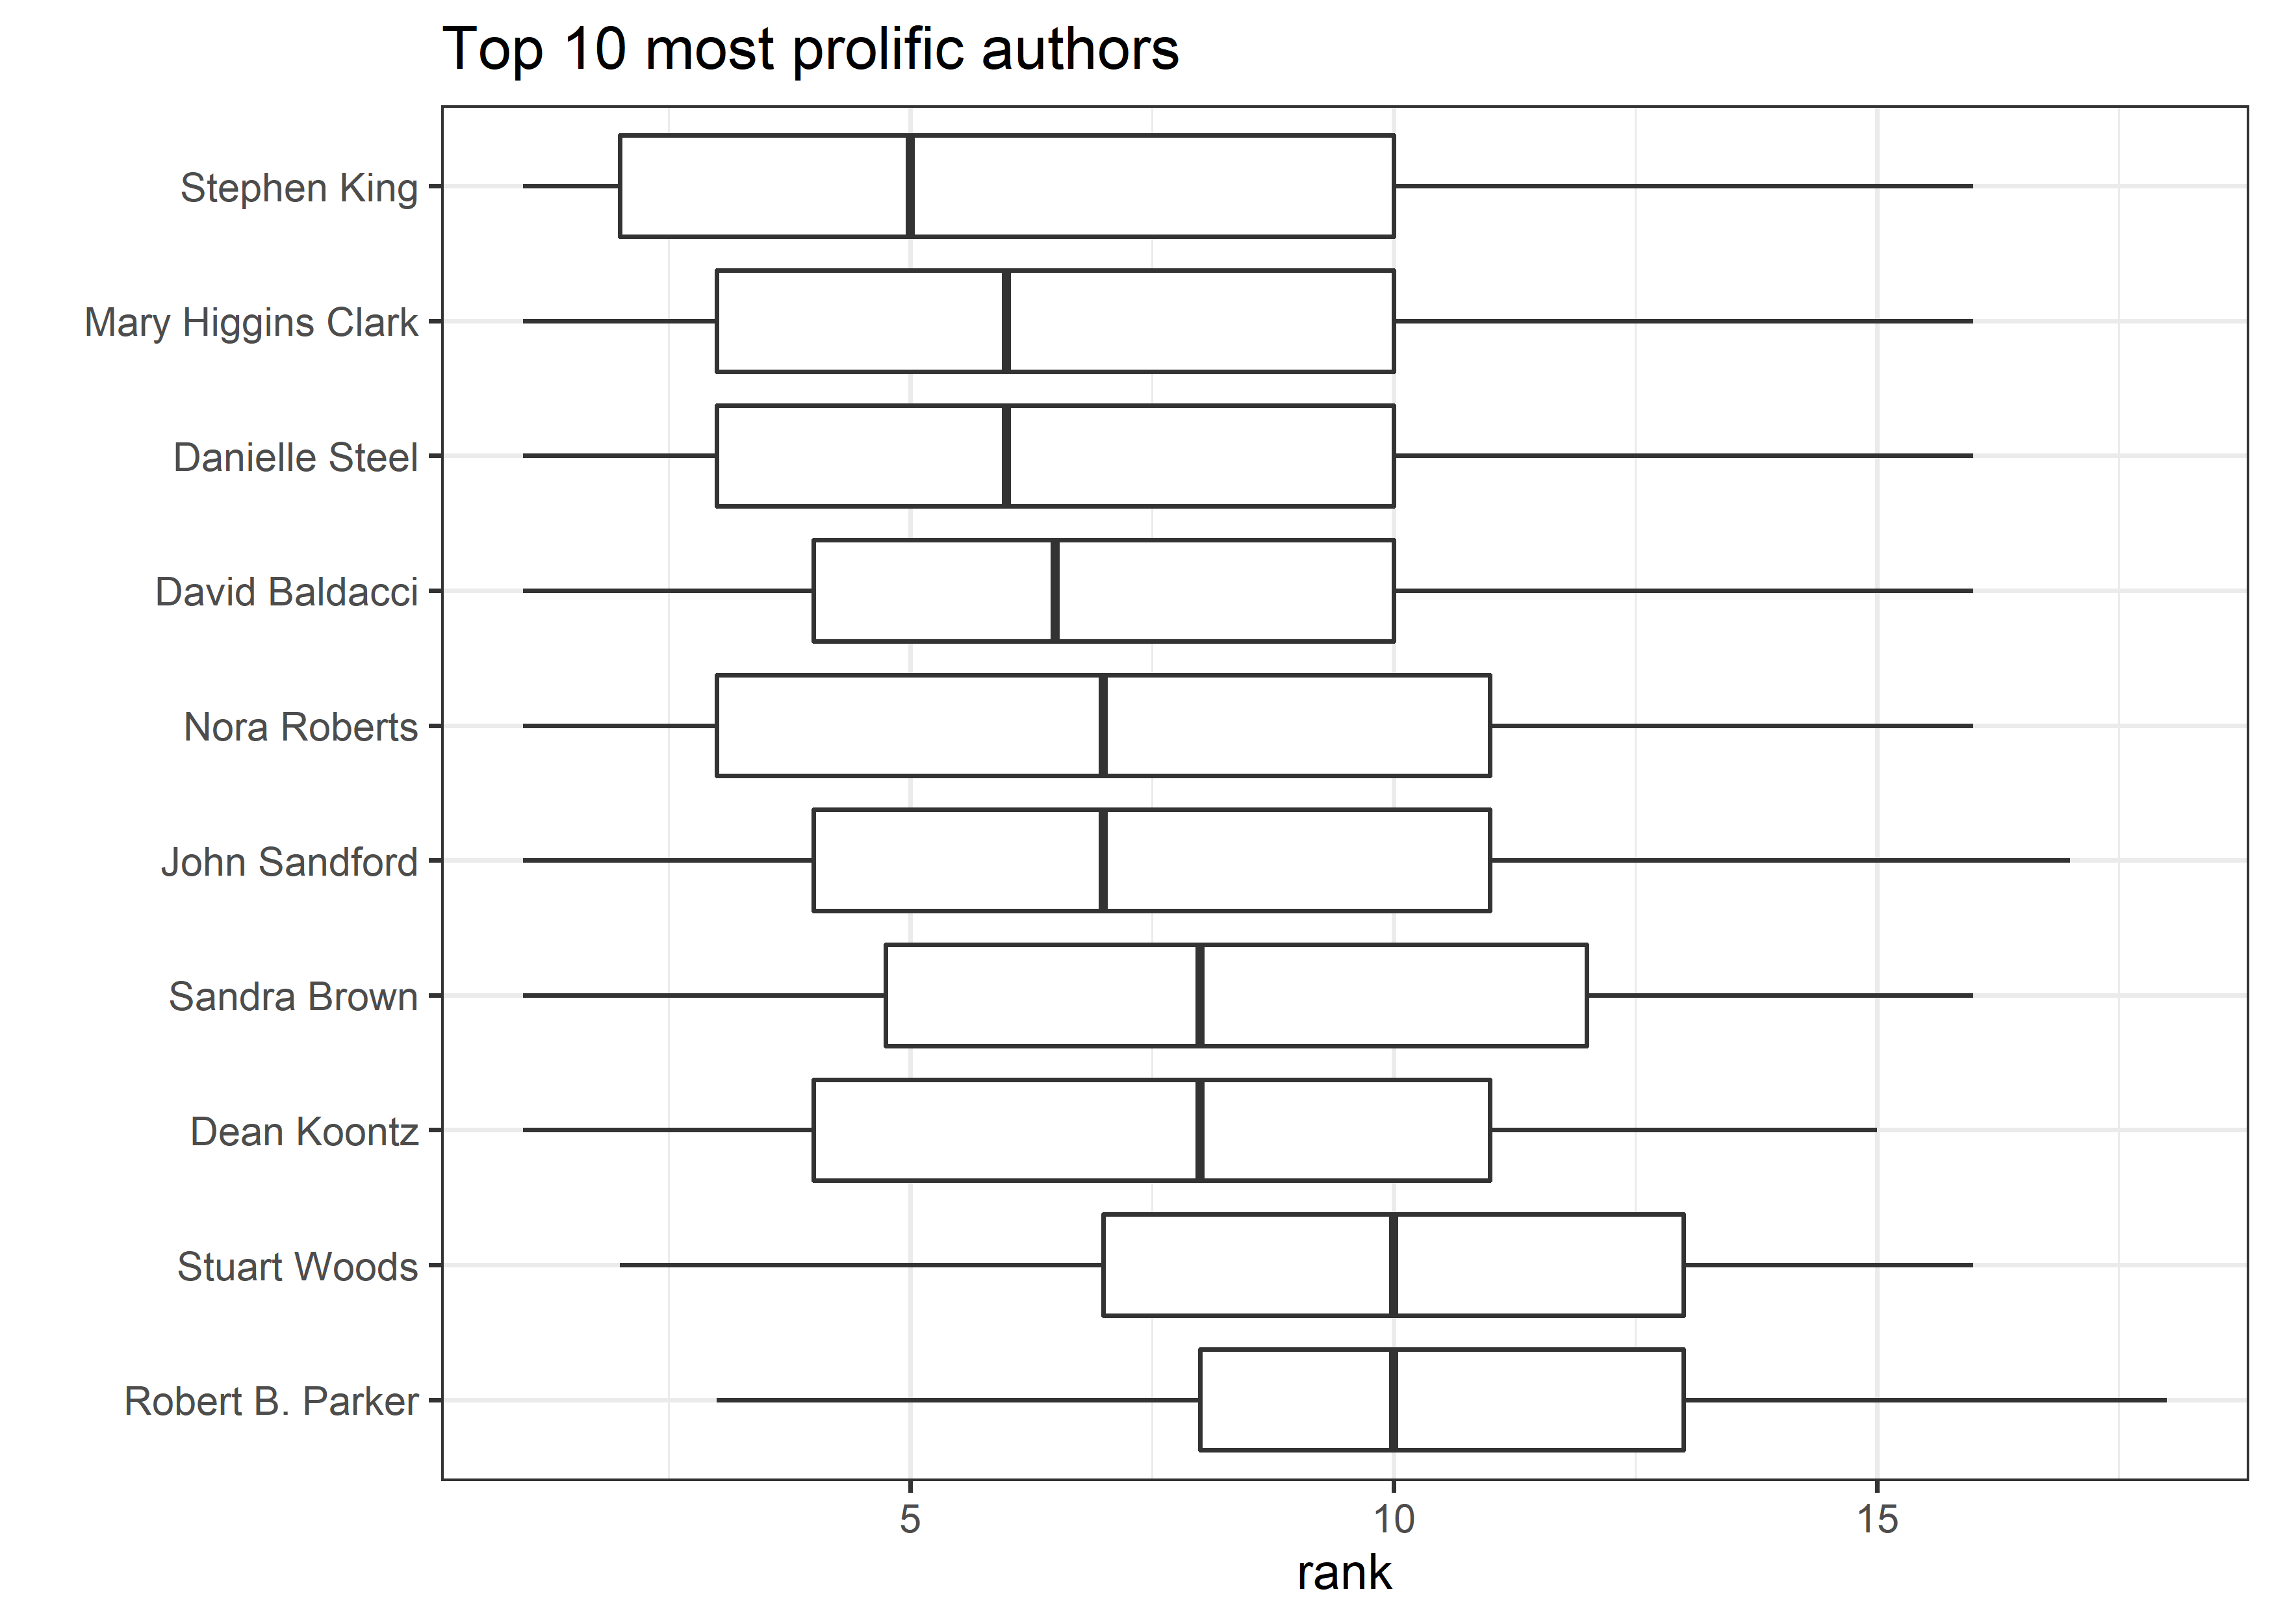 Top 10 most prolific authors
Stephen King
Mary Higgins Clark
Danielle Steel
David Baldacci
Nora Roberts
John Sandford
Sandra Brown
Dean Koontz
Stuart Woods
Robert B. Parker
5 10 15
rank